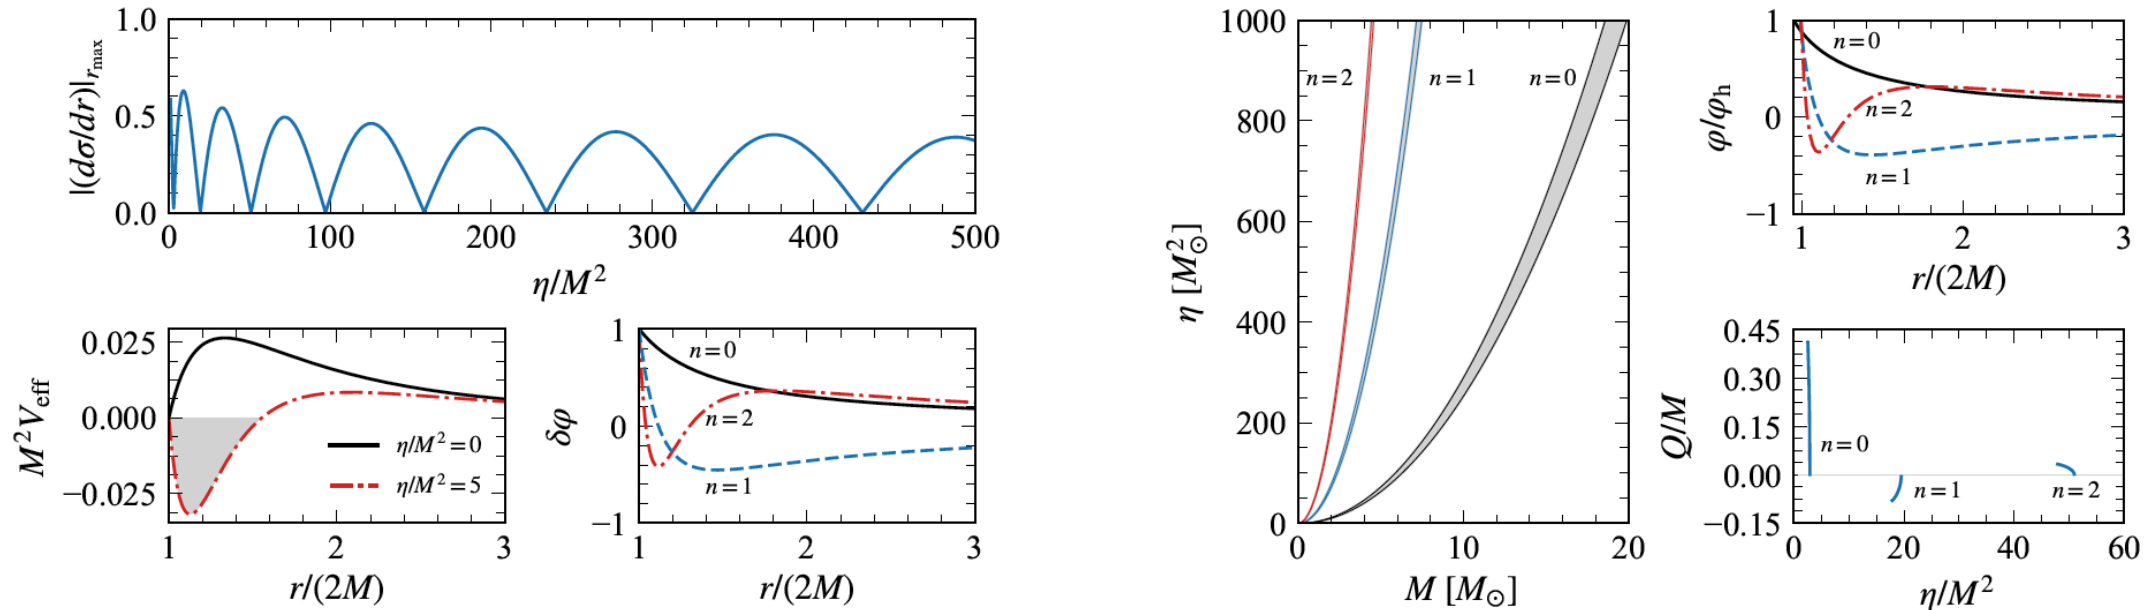 |(dσ/dr)|r_max
1.0
0.5
0.0
0 100 200 300 400 500
η/M²
M²V_eff
0.025
0.000
−0.025
η/M² = 0
η/M² = 5
1 2 3
r/(2M)
δφ
1
0
−1
n = 0
n = 2
n = 1
1 2 3
r/(2M)
η [M²⊙]
1000
800
600
400
200
0
n = 2 n = 1 n = 0
0 10 20
M [M⊙]
φ/φ_h
1
0
−1
n = 0
n = 2
n = 1
1 2 3
r/(2M)
Q/M
0.45
0.30
0.15
0.00
−0.15
n = 0
n = 1 n = 2
0 20 40 60
η/M²